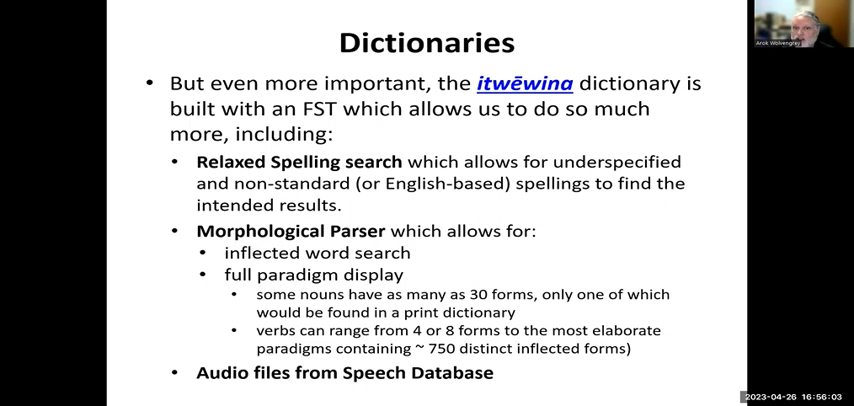 Dictionaries
• But even more important, the itwēwina dictionary is
built with an FST which allows us to do so much
more, including:
• Relaxed Spelling search which allows for underspecified
and non-standard (or English-based) spellings to find the
intended results.
• Morphological Parser which allows for:
• inflected word search
• full paradigm display
• some nouns have as many as 30 forms, only one of which
would be found in a print dictionary
• verbs can range from 4 or 8 forms to the most elaborate
paradigms containing ~ 750 distinct inflected forms)
• Audio files from Speech Database
Arok Wolvengrey
2023-04-26 16:56:03